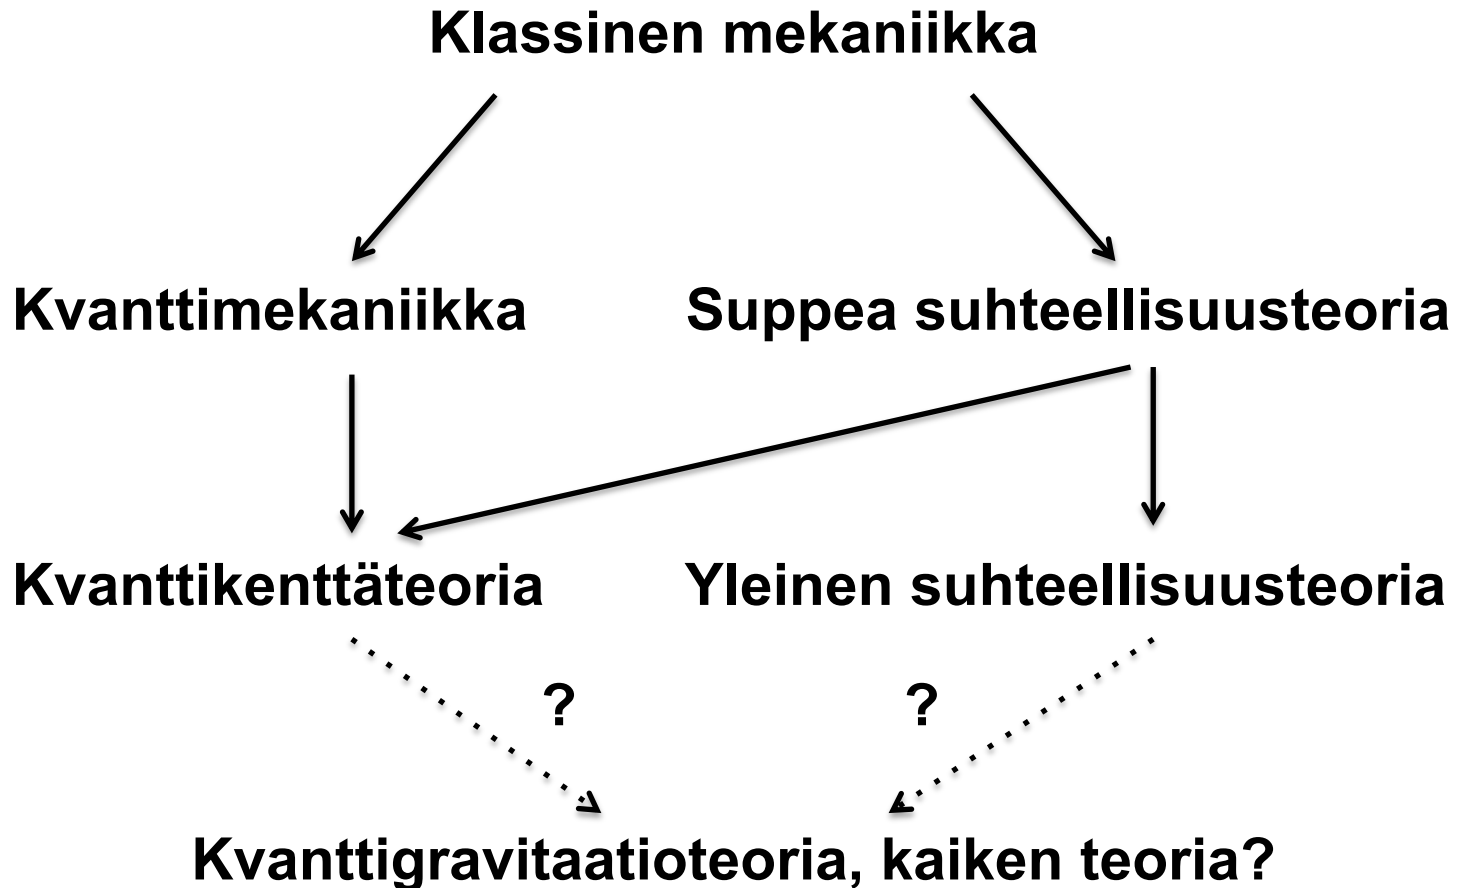 Klassinen mekaniikka
Kvanttimekaniikka
Suppea suhteellisuusteoria
Kvanttikenttäteoria
Yleinen suhteellisuusteoria
?
?
Kvanttigravitaatioteoria, kaiken teoria?